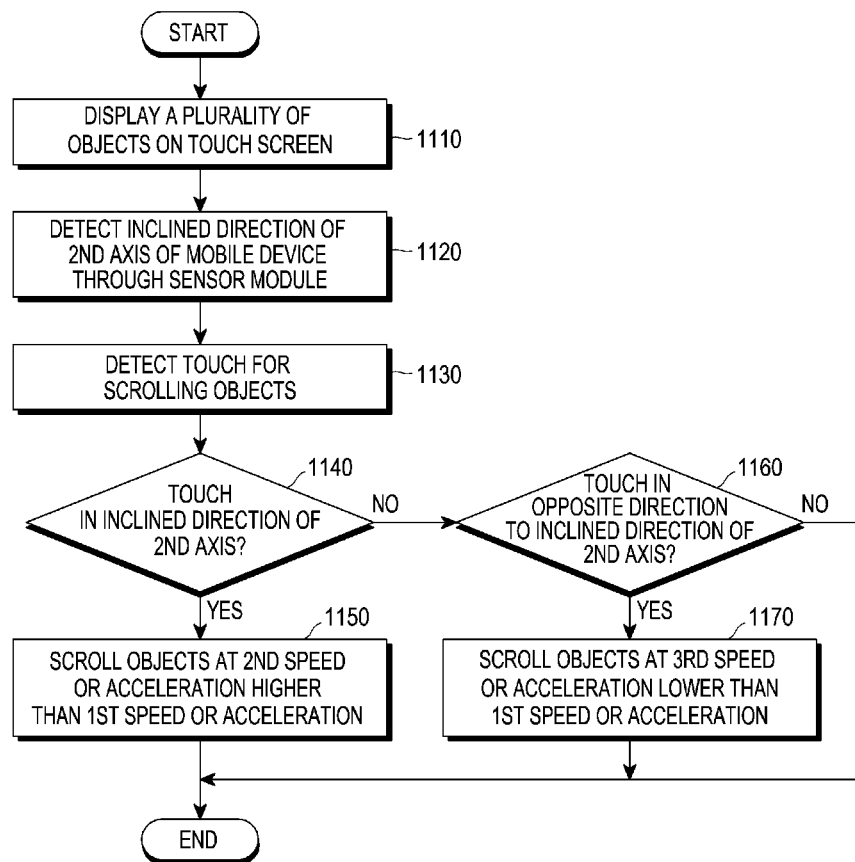 START
DISPLAY A PLURALITY OF
OBJECTS ON TOUCH SCREEN
1110
DETECT INCLINED DIRECTION OF
2ND AXIS OF MOBILE DEVICE
THROUGH SENSOR MODULE
1120
DETECT TOUCH FOR
SCROLLING OBJECTS
1130
1140
TOUCH
IN INCLINED DIRECTION OF
2ND AXIS?
NO
YES
1160
TOUCH IN
OPPOSITE DIRECTION
TO INCLINED DIRECTION OF
2ND AXIS?
NO
YES
1150
SCROLL OBJECTS AT 2ND SPEED
OR ACCELERATION HIGHER
THAN 1ST SPEED OR ACCELERATION
1170
SCROLL OBJECTS AT 3RD SPEED
OR ACCELERATION LOWER THAN
1ST SPEED OR ACCELERATION
END